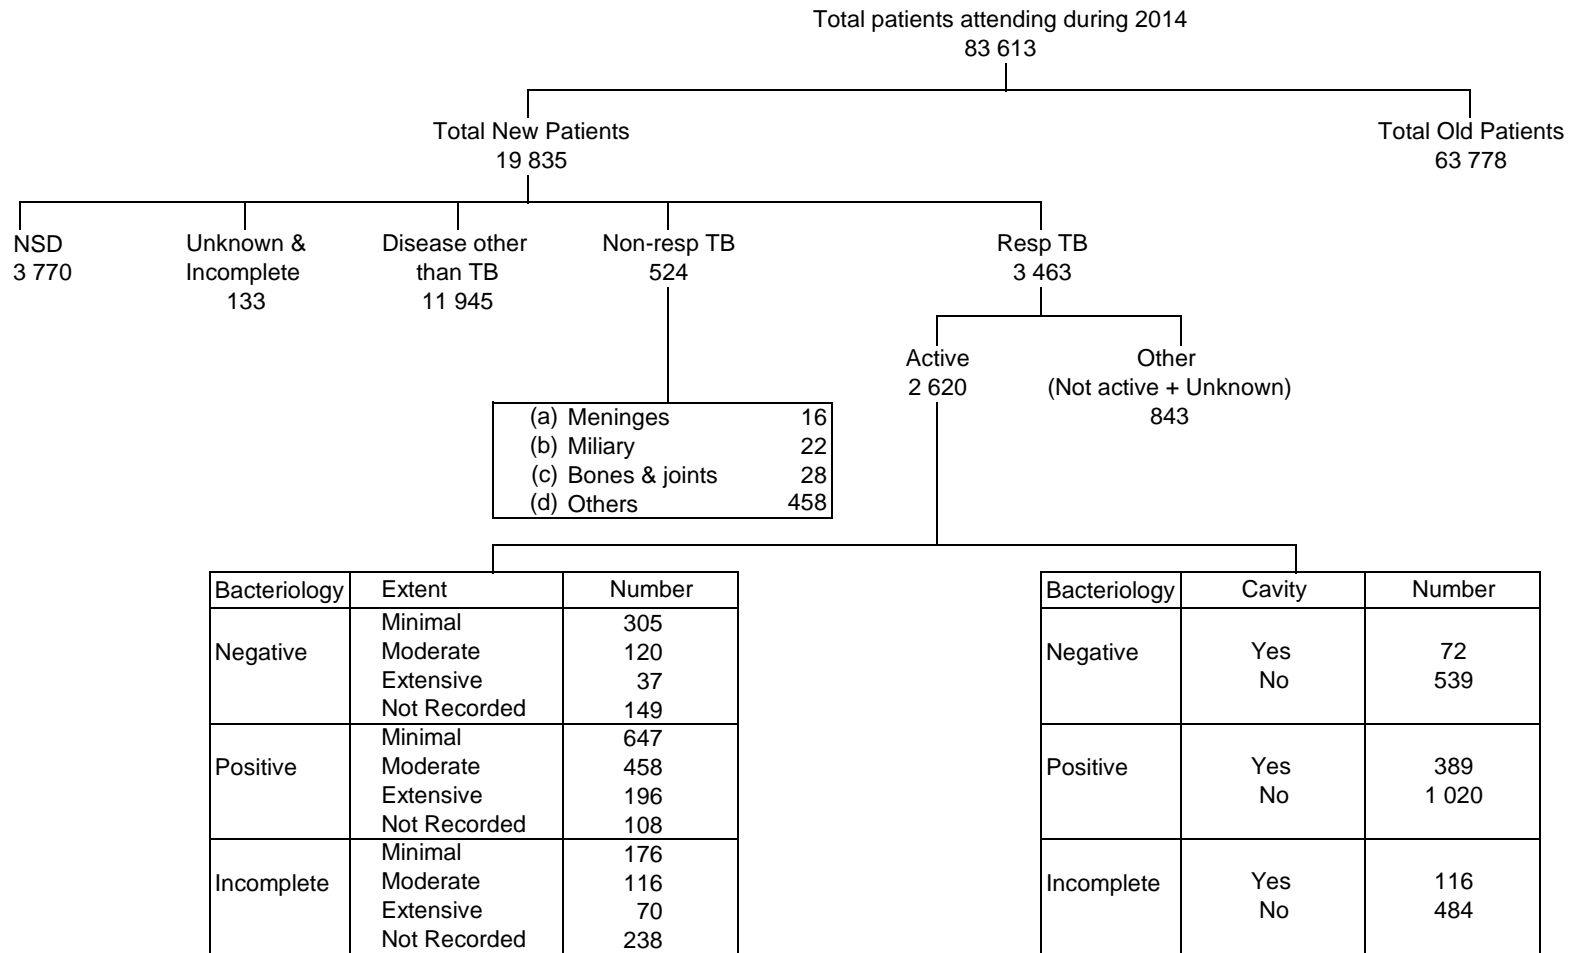 Total patients attending during 2014
83 613
Total New Patients
19 835
Total Old Patients
63 778
NSD
3 770
Unknown &
Incomplete
133
Disease other
than TB
11 945
Non-resp TB
524
Resp TB
3 463
Active
2 620
Other
(Not active + Unknown)
843
(a) Meninges 16
(b) Miliary 22
(c) Bones & joints 28
(d) Others 458
Bacteriology Extent Number
Minimal 305
Negative Moderate 120
Extensive 37
Not Recorded 149
Minimal 647
Positive Moderate 458
Extensive 196
Not Recorded 108
Minimal 176
Incomplete Moderate 116
Extensive 70
Not Recorded 238
Bacteriology Cavity Number
Negative Yes 72
No 539
Positive Yes 389
No 1 020
Incomplete Yes 116
No 484